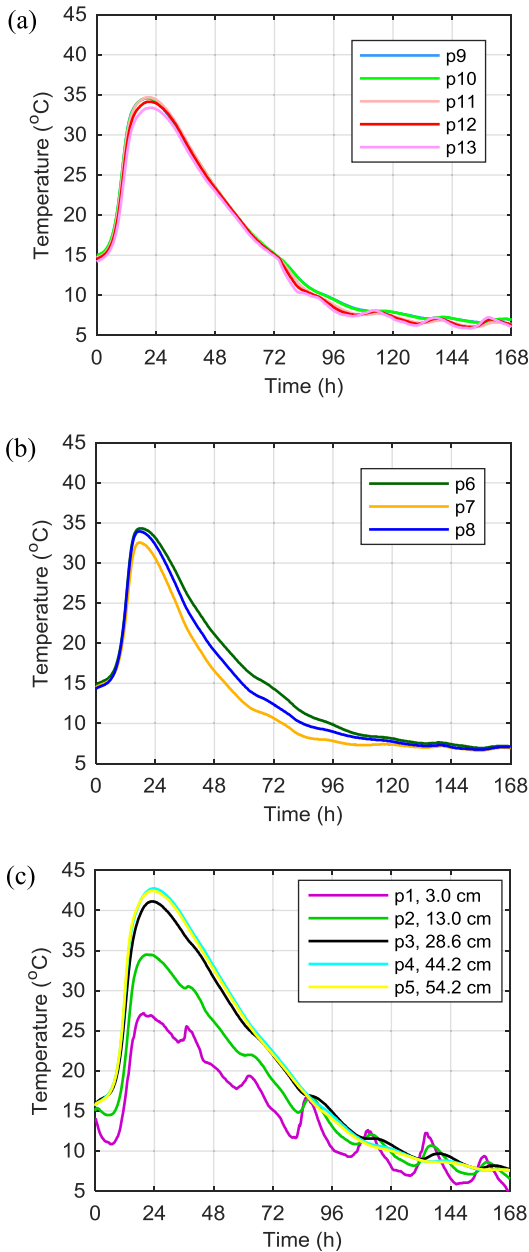 (a)
45
40
35
30
25
20
15
10
5
Temperature (°C)
p9
p10
p11
p12
p13
0 24 48 72 96 120 144 168
Time (h)
(b)
45
40
35
30
25
20
15
10
5
Temperature (°C)
p6
p7
p8
0 24 48 72 96 120 144 168
Time (h)
(c)
45
40
35
30
25
20
15
10
5
Temperature (°C)
p1, 3.0 cm
p2, 13.0 cm
p3, 28.6 cm
p4, 44.2 cm
p5, 54.2 cm
0 24 48 72 96 120 144 168
Time (h)